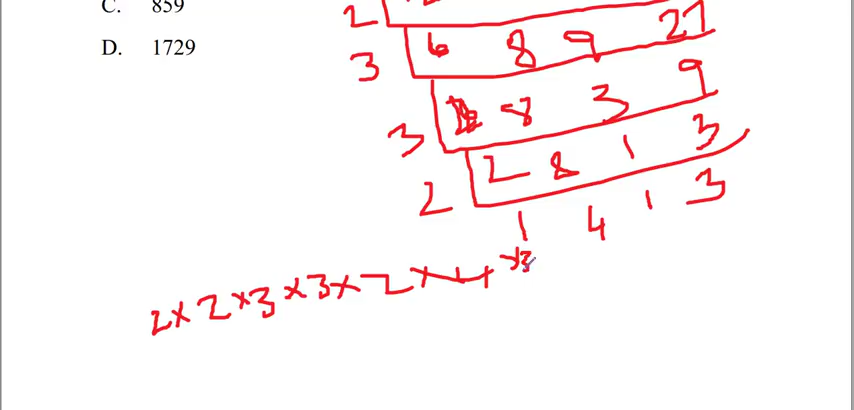 C. 859
2
D. 1729
6 8 9 27
3
8 3 9
3
2 8 1 3
2
1 4 1 3
2 x 2 x 3 x 3 x 2 x 4 x 3